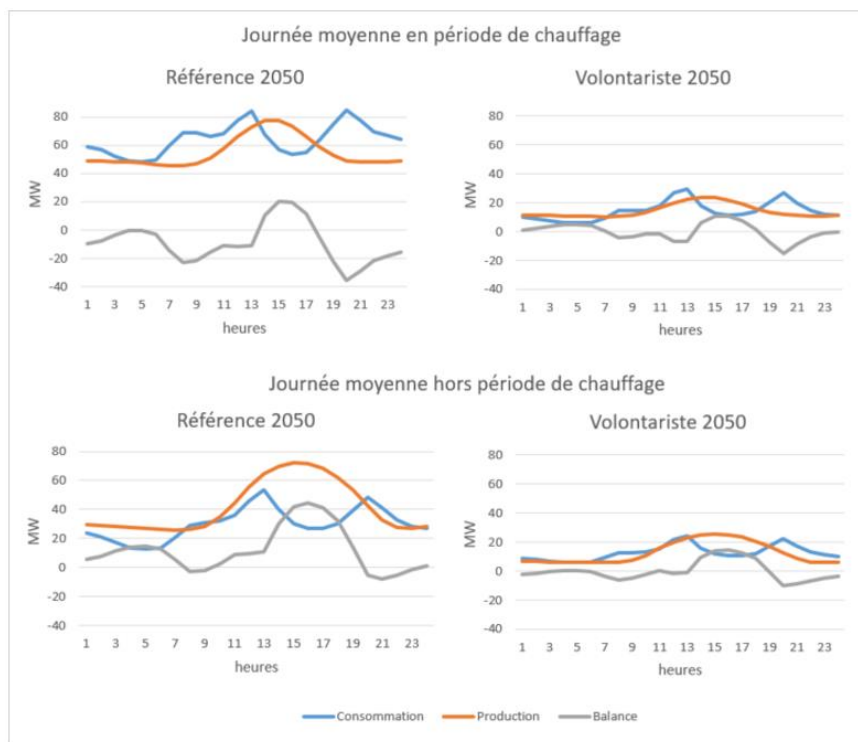 Journée moyenne en période de chauffage
Référence 2050
Volontariste 2050
80
60
40
20
0
-20
-40
MW
1 3 5 7 9 11 13 15 17 19 21 23
heures
80
60
40
20
0
-20
-40
MW
1 3 5 7 9 11 13 15 17 19 21 23
heures
Journée moyenne hors période de chauffage
Référence 2050
Volontariste 2050
80
60
40
20
0
-20
-40
MW
1 3 5 7 9 11 13 15 17 19 21 23
heures
80
60
40
20
0
-20
-40
MW
1 3 5 7 9 11 13 15 17 19 21 23
heures
Consommation Production Balance